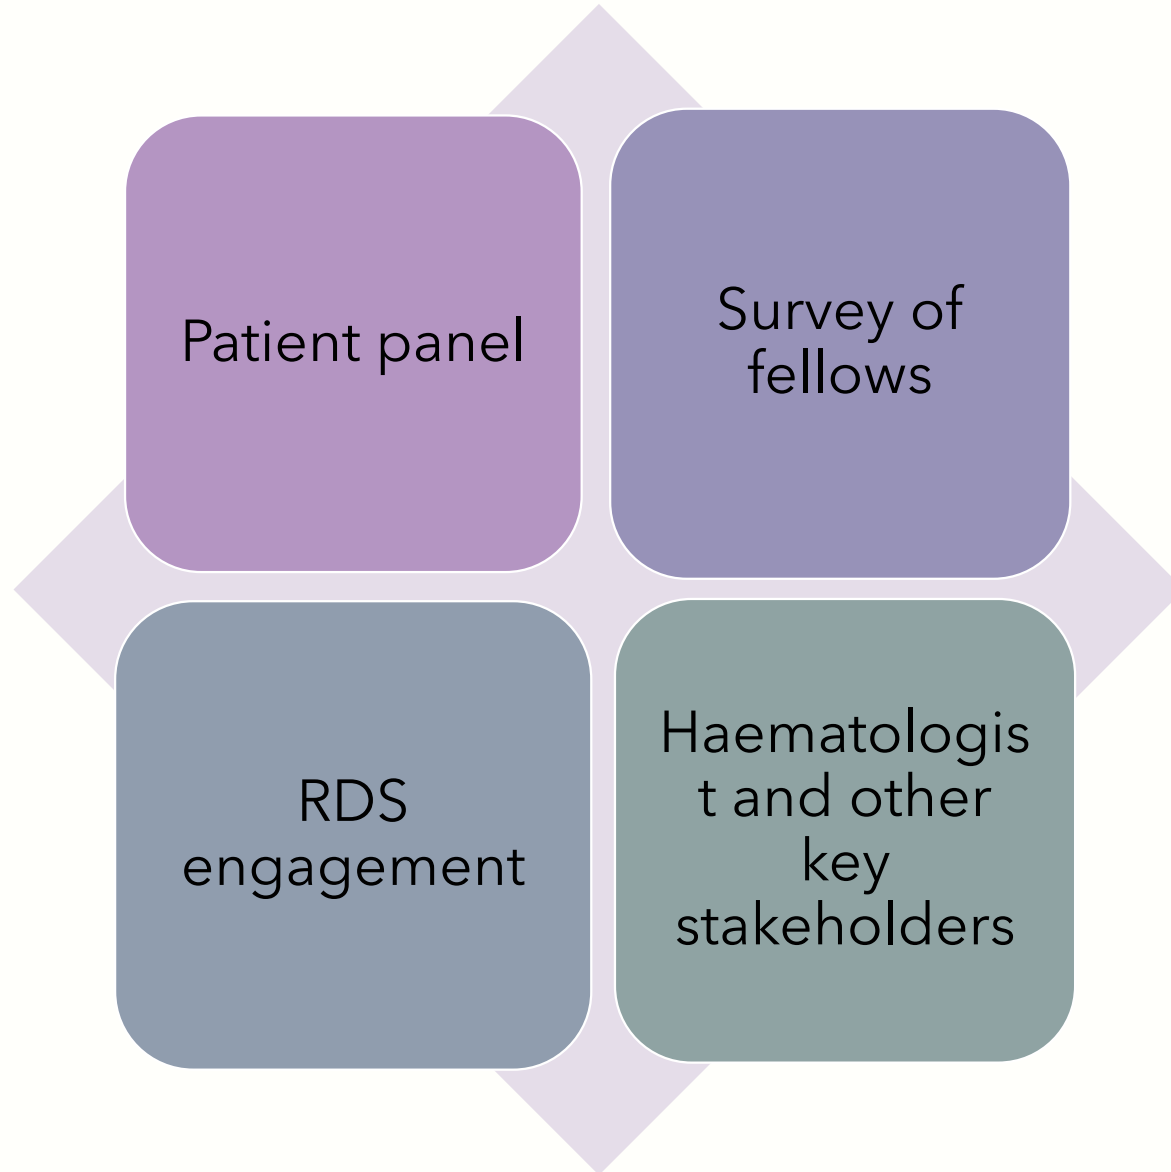 Patient panel
Survey of
fellows
RDS
engagement
Haematologis
t and other
key
stakeholders